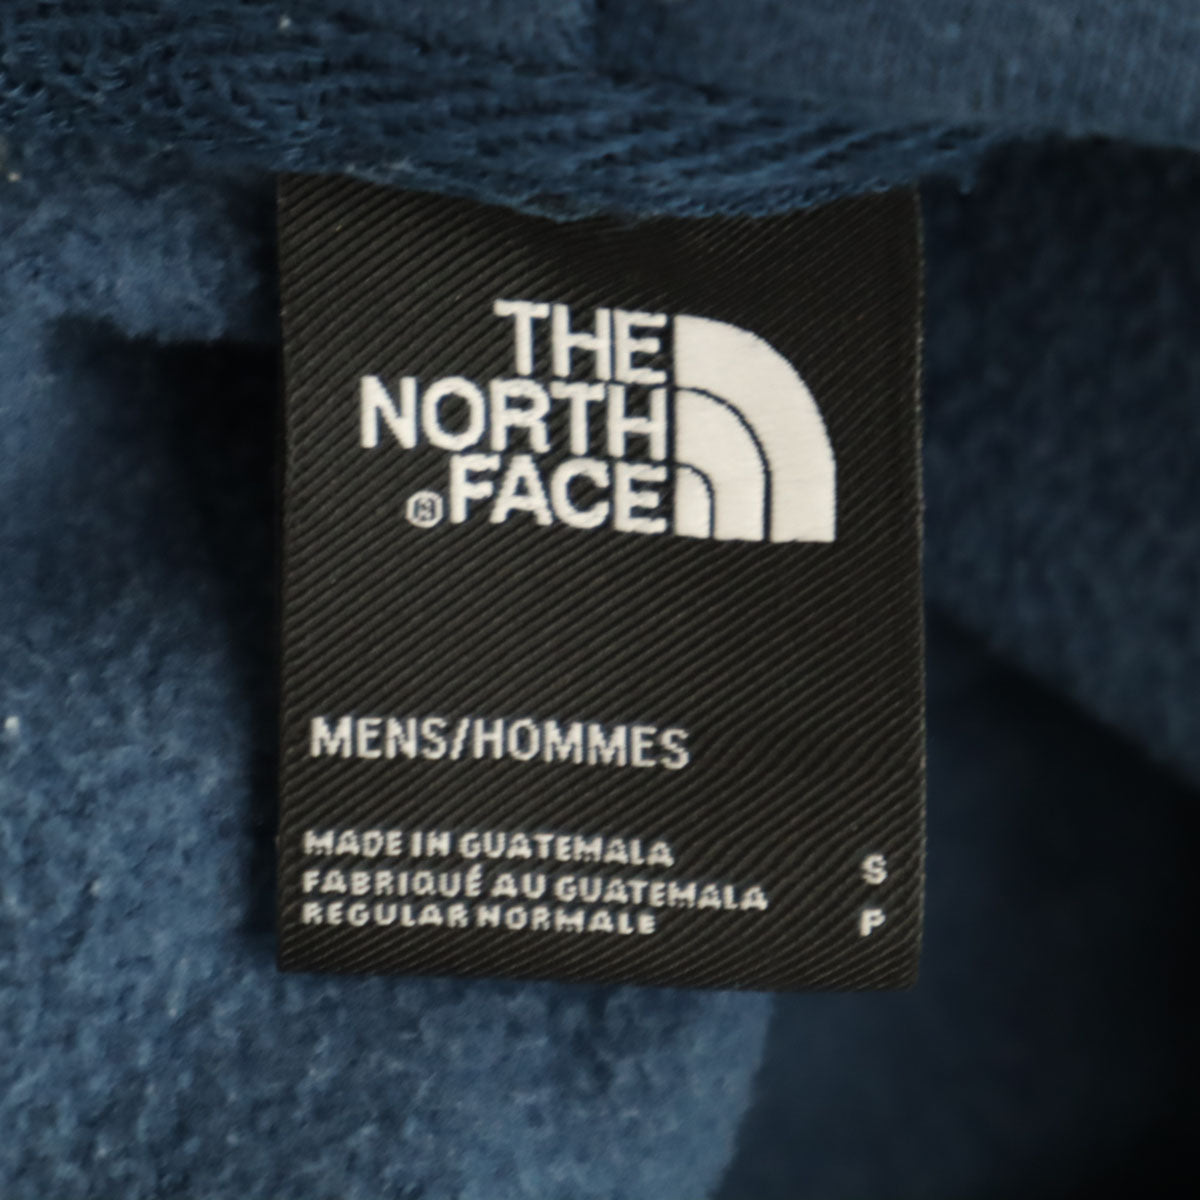 THE
NORTH
®FACE
MENS/HOMMES
MADE IN GUATEMALA
FABRIQUÉ AU GUATEMALA
REGULAR NORMALE
S
P